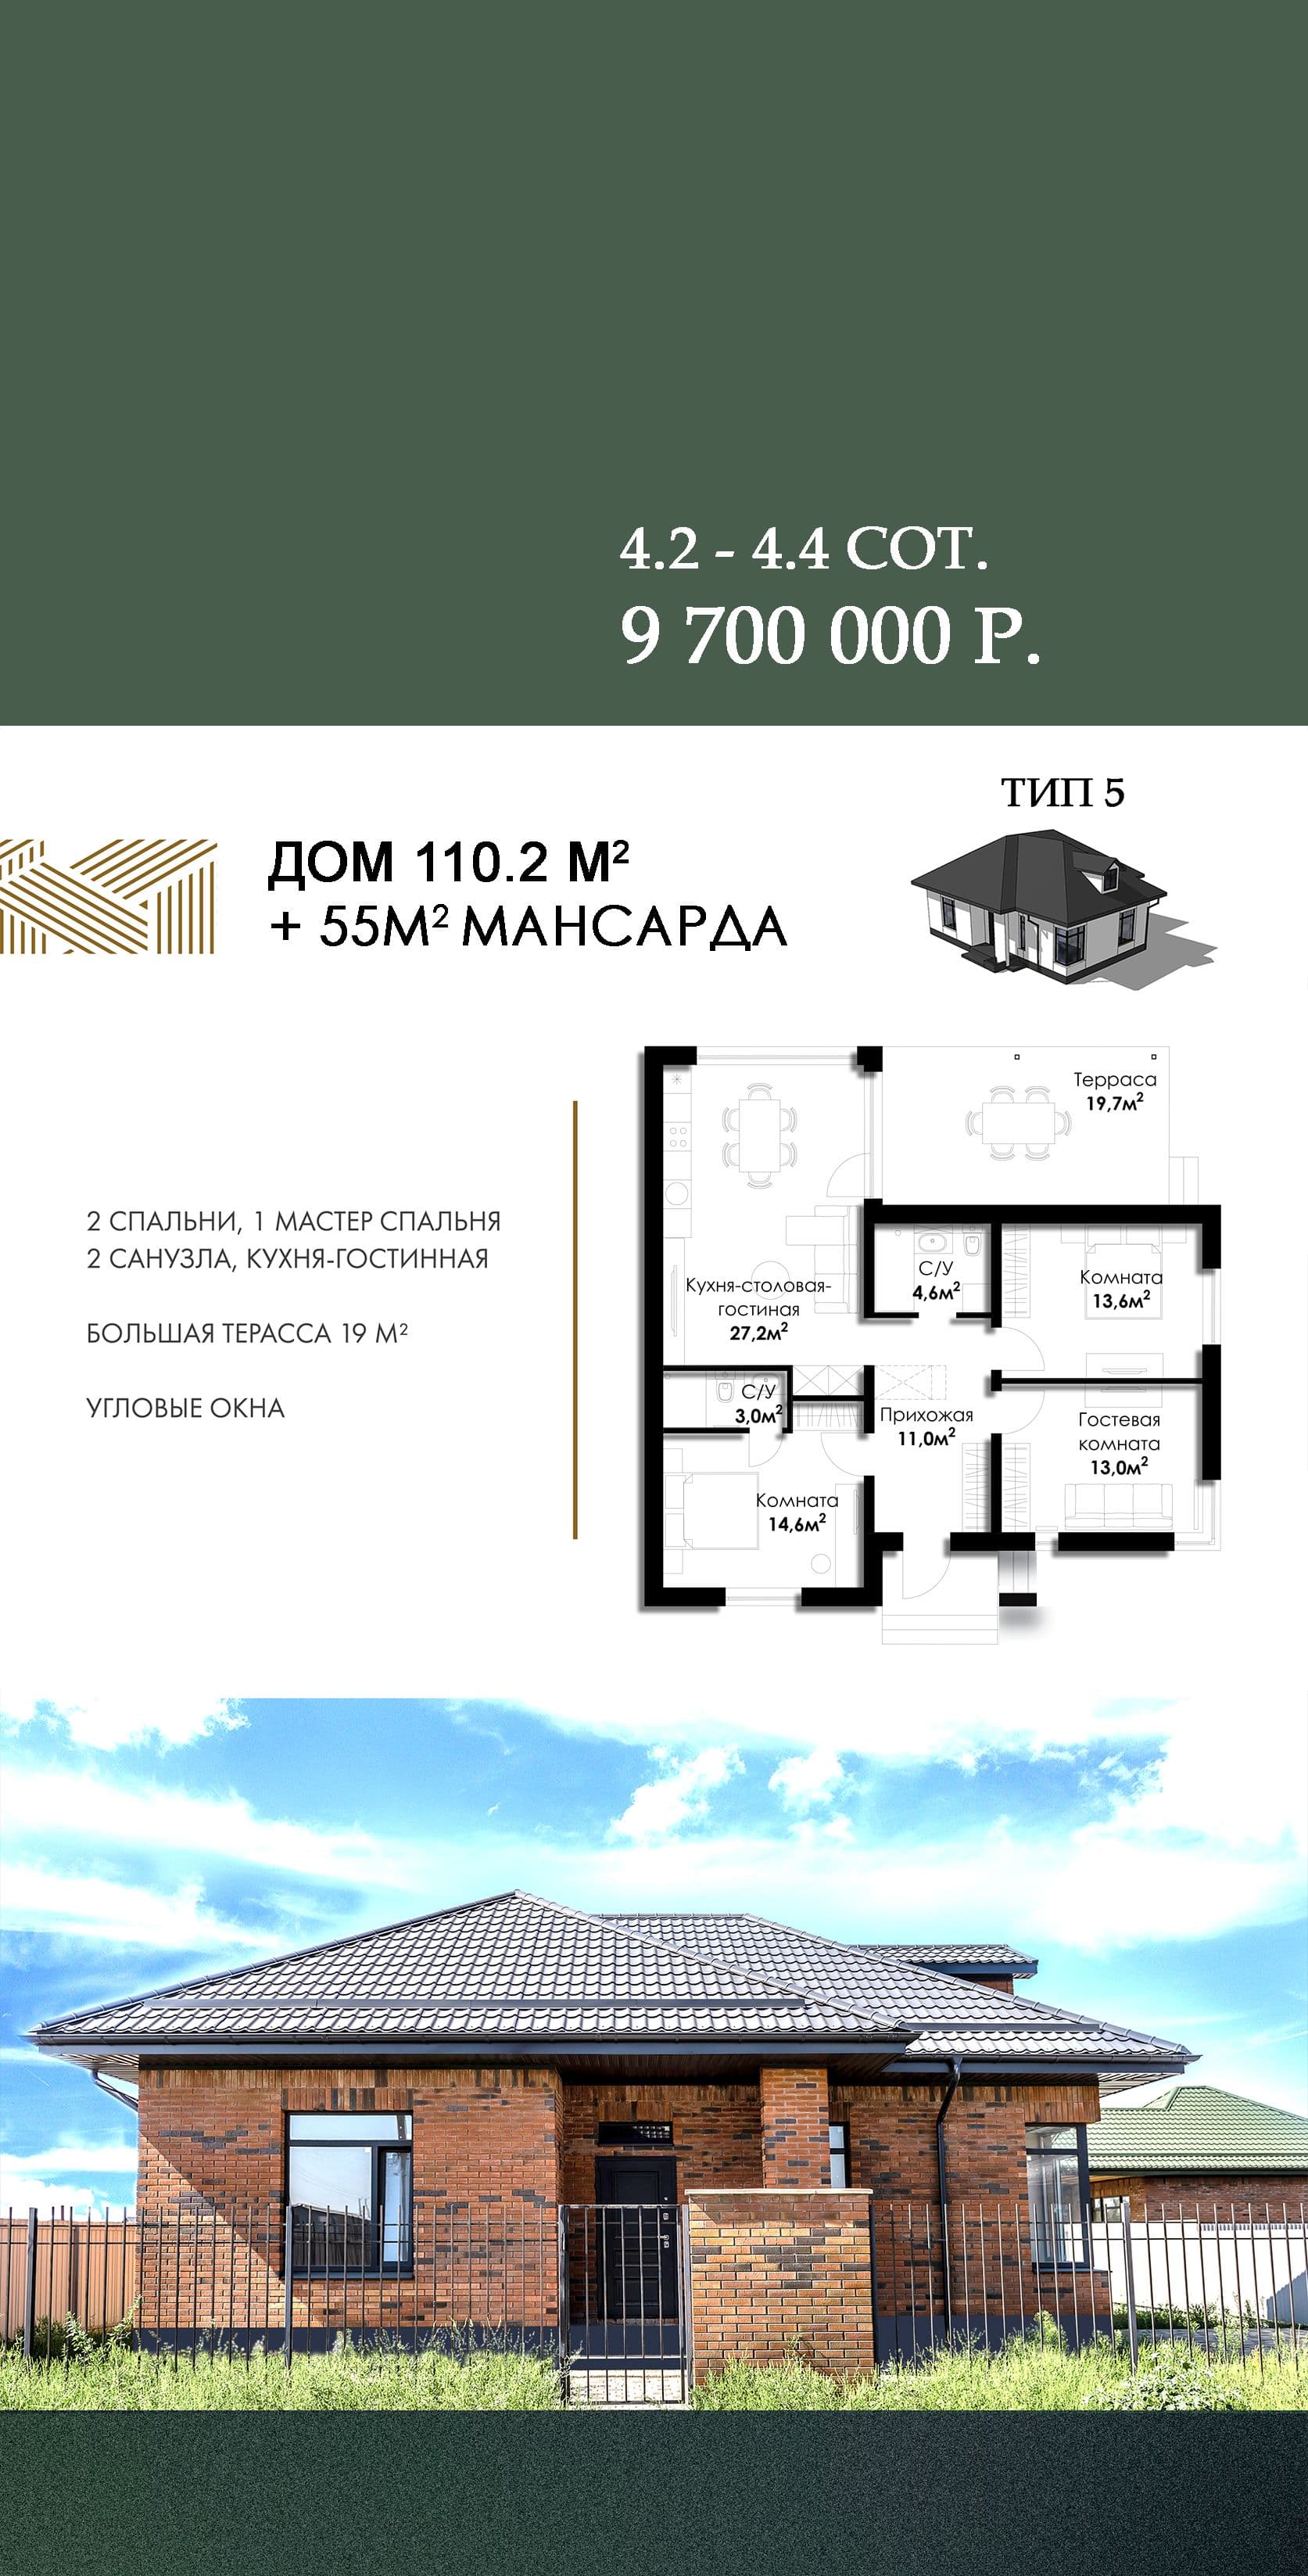 4.2 - 4.4 СОТ.
9 700 000 Р.
ТИП 5
ДОМ 110.2 М²
+ 55М² МАНСАРДА
2 СПАЛЬНИ, 1 МАСТЕР СПАЛЬНЯ
2 САНУЗЛА, КУХНЯ-ГОСТИННАЯ
БОЛЬШАЯ ТЕРАССА 19 М²
УГЛОВЫЕ ОКНА
Терраса
19,7м²
С/У
4,6м²
Комната
13,6м²
Кухня-столовая-
гостиная
27,2м²
С/У
3,0м²
Прихожая
11,0м²
Гостевая
комната
13,0м²
Комната
14,6м²